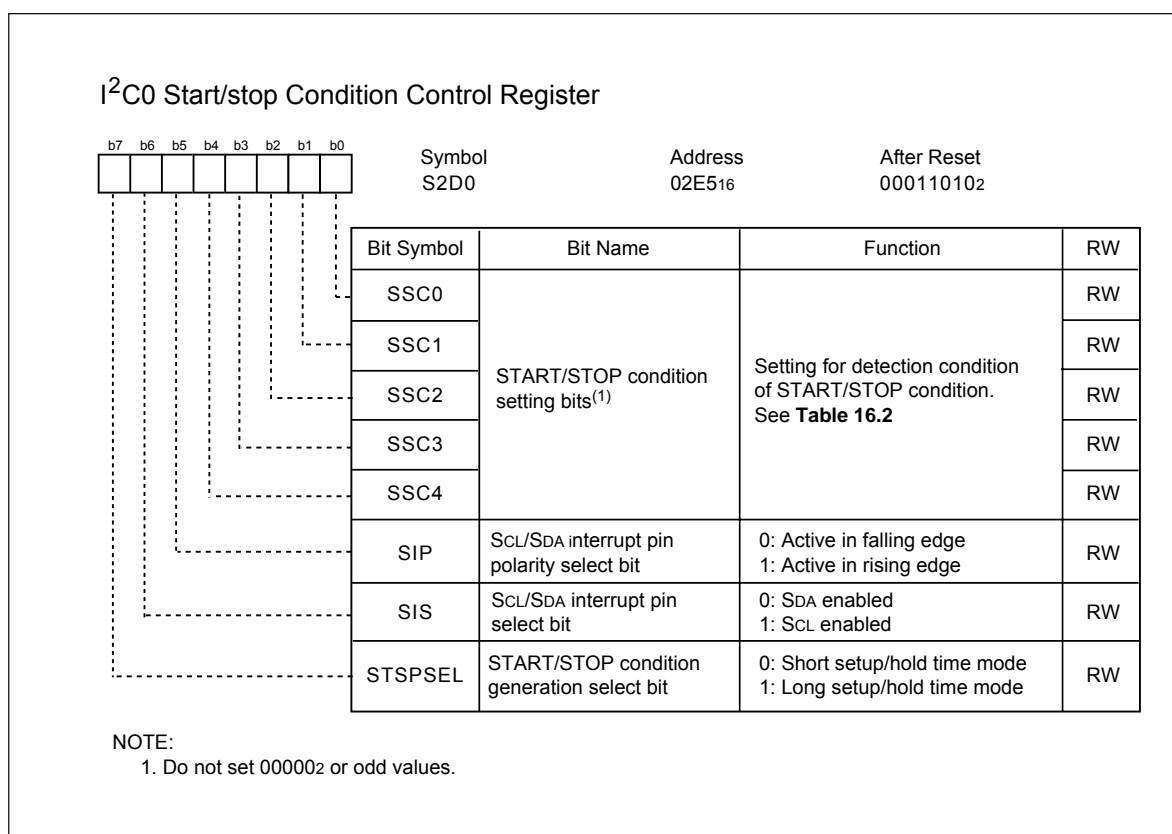 I2C0 Start/stop Condition Control Register
b7 b6 b5 b4 b3 b2 b1 b0
Symbol Address After Reset
S2D0 02E516 000110102
Bit Symbol Bit Name Function RW
SSC0 RW
SSC1 RW
SSC2 RW
SSC3 RW
SSC4 RW
START/STOP condition
setting bits(1)
Setting for detection condition
of START/STOP condition.
See Table 16.2
SIP
SCL/SDA interrupt pin
polarity select bit
0: Active in falling edge
1: Active in rising edge
RW
SIS
SCL/SDA interrupt pin
select bit
0: SDA enabled
1: SCL enabled
RW
STSPSEL
START/STOP condition
generation select bit
0: Short setup/hold time mode
1: Long setup/hold time mode
RW
NOTE:
1. Do not set 000002 or odd values.